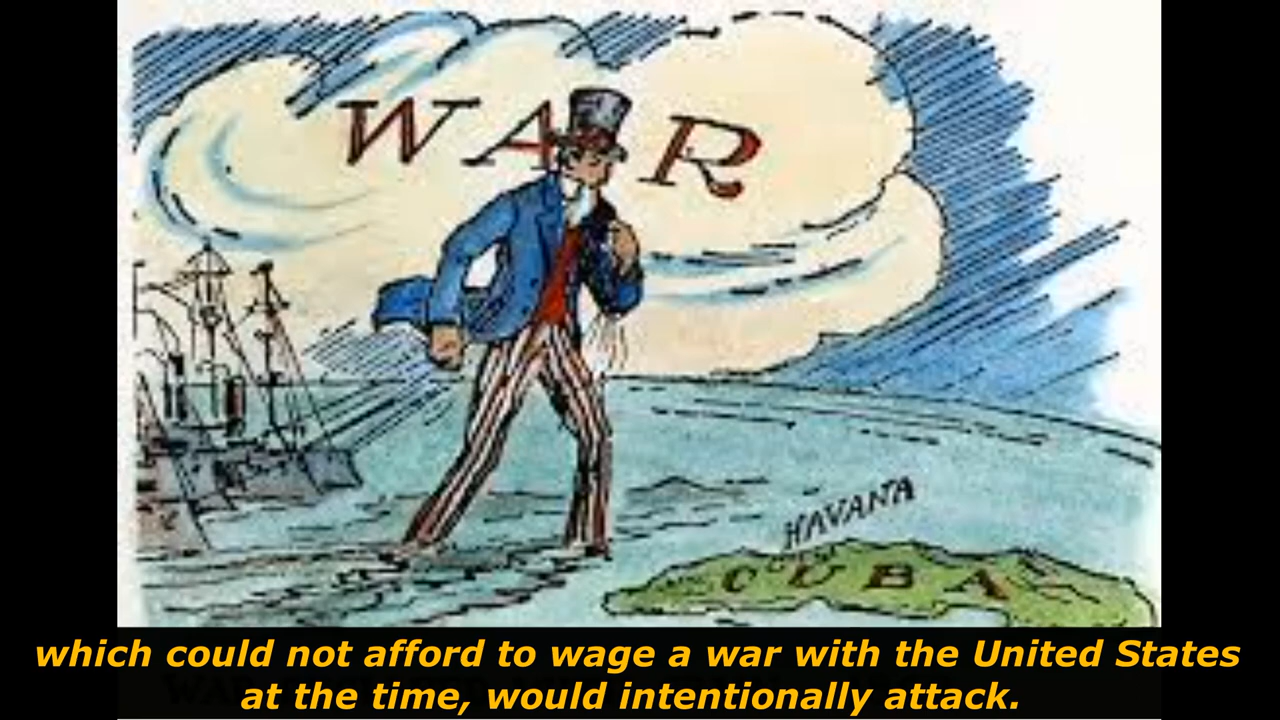 WAR
HAVANA
CUBA
which could not afford to wage a war with the United States
at the time, would intentionally attack.